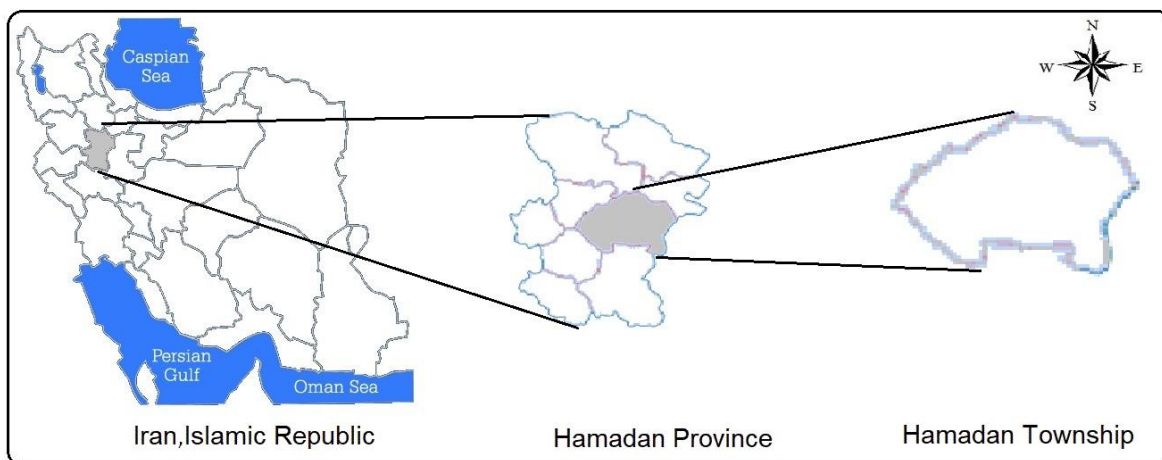 Caspian
Sea
N
W E
S
Persian
Gulf
Oman Sea
Iran,Islamic Republic
Hamadan Province
Hamadan Township